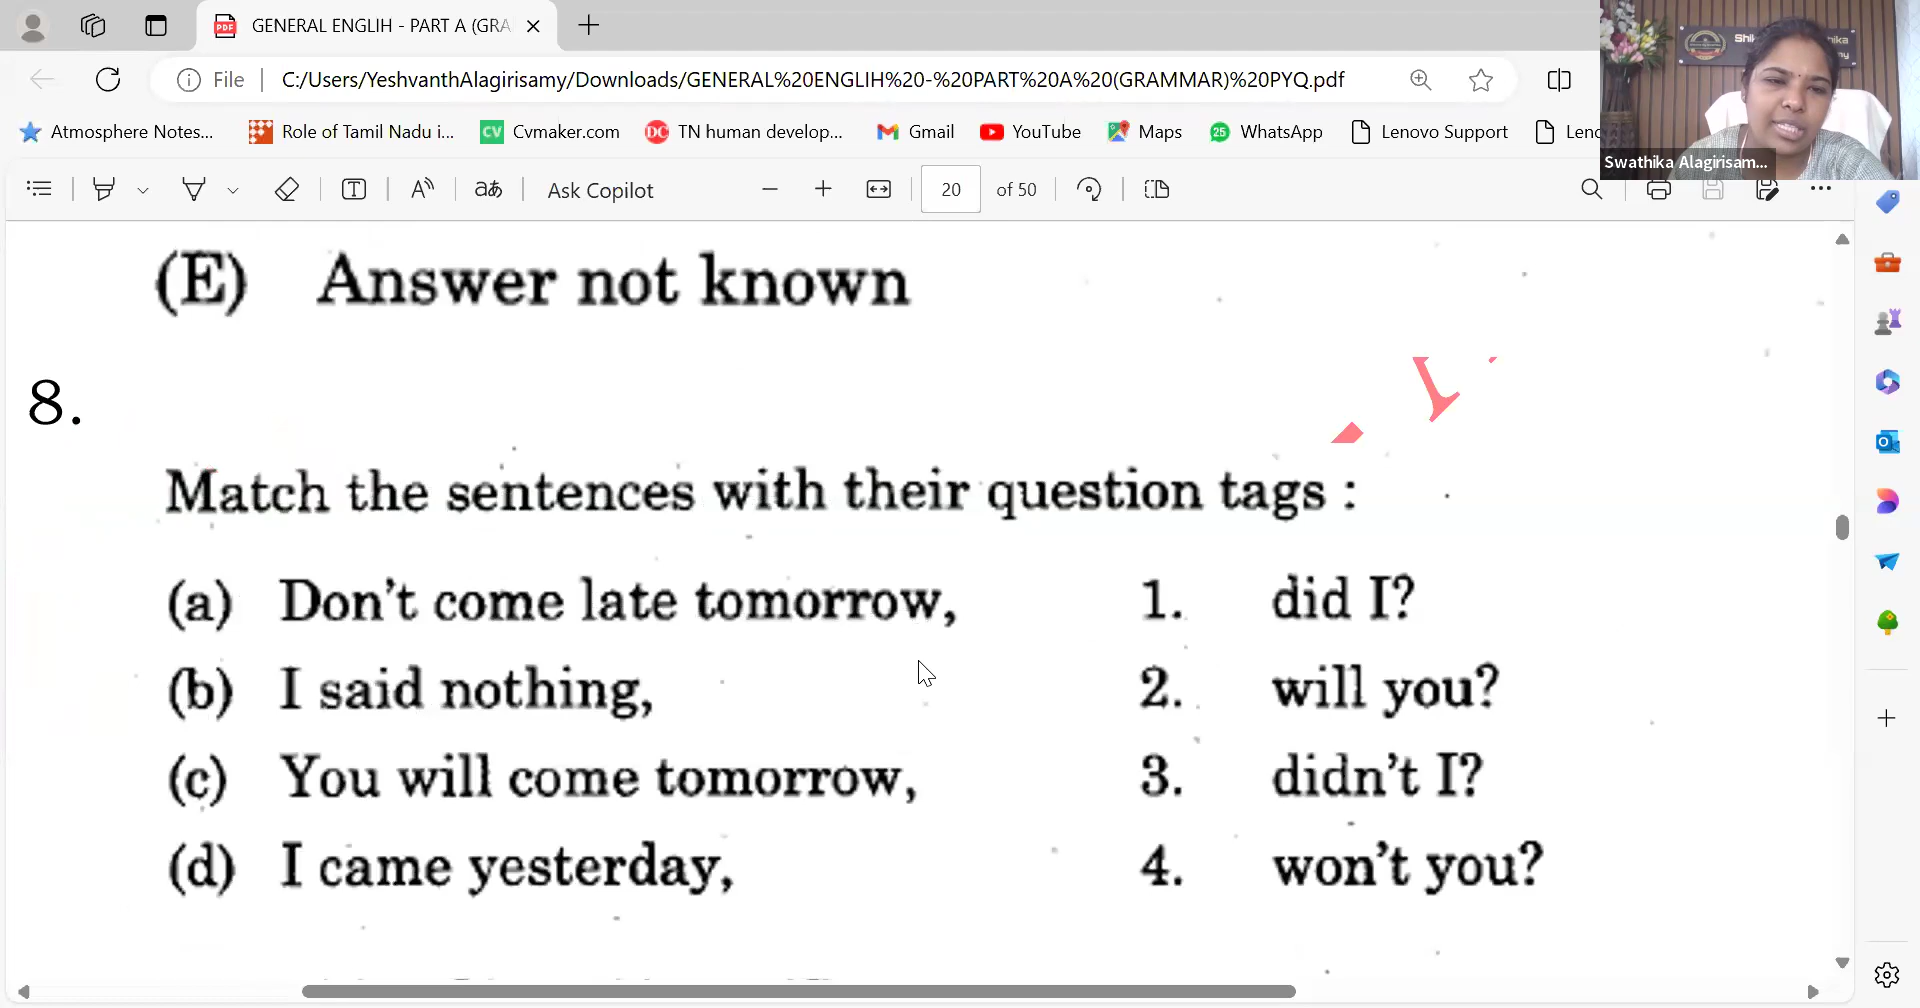 GENERAL ENGLIH - PART A (GRA
File
C:/Users/YeshvanthAlagirisamy/Downloads/GENERAL%20ENGLIH%20-%20PART%20A%20(GRAMMAR)%20PYQ.pdf
Atmosphere Notes... Role of Tamil Nadu i... Cvmaker.com TN human develop... Gmail YouTube Maps WhatsApp Lenovo Support
Swathika Alagirisam...
Ask Copilot 20 of 50
(E) Answer not known
8.
Match the sentences with their question tags :
(a) Don't come late tomorrow, 1. did I?
(b) I said nothing, 2. will you?
(c) You will come tomorrow, 3. didn't I?
(d) I came yesterday, 4. won't you?